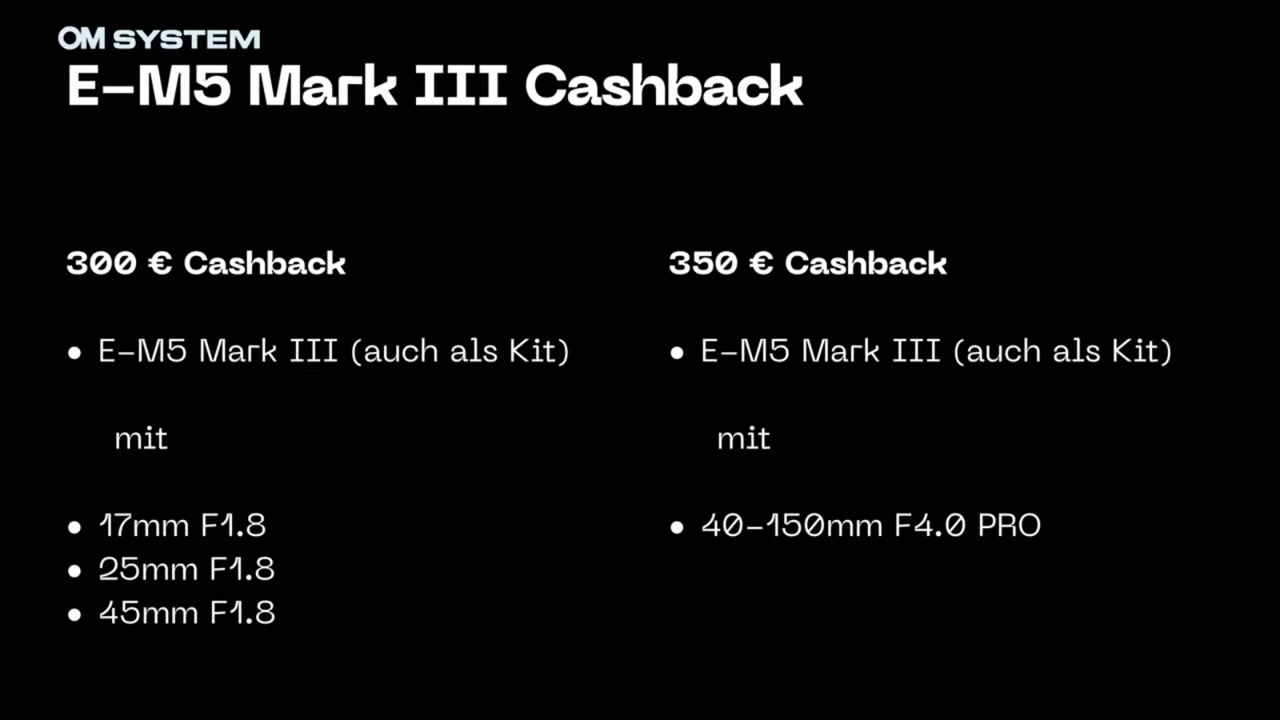 OM SYSTEM
E-M5 Mark III Cashback
300 € Cashback
• E-M5 Mark III (auch als Kit)
mit
• 17mm F1.8
• 25mm F1.8
• 45mm F1.8
350 € Cashback
• E-M5 Mark III (auch als Kit)
mit
• 40-150mm F4.0 PRO